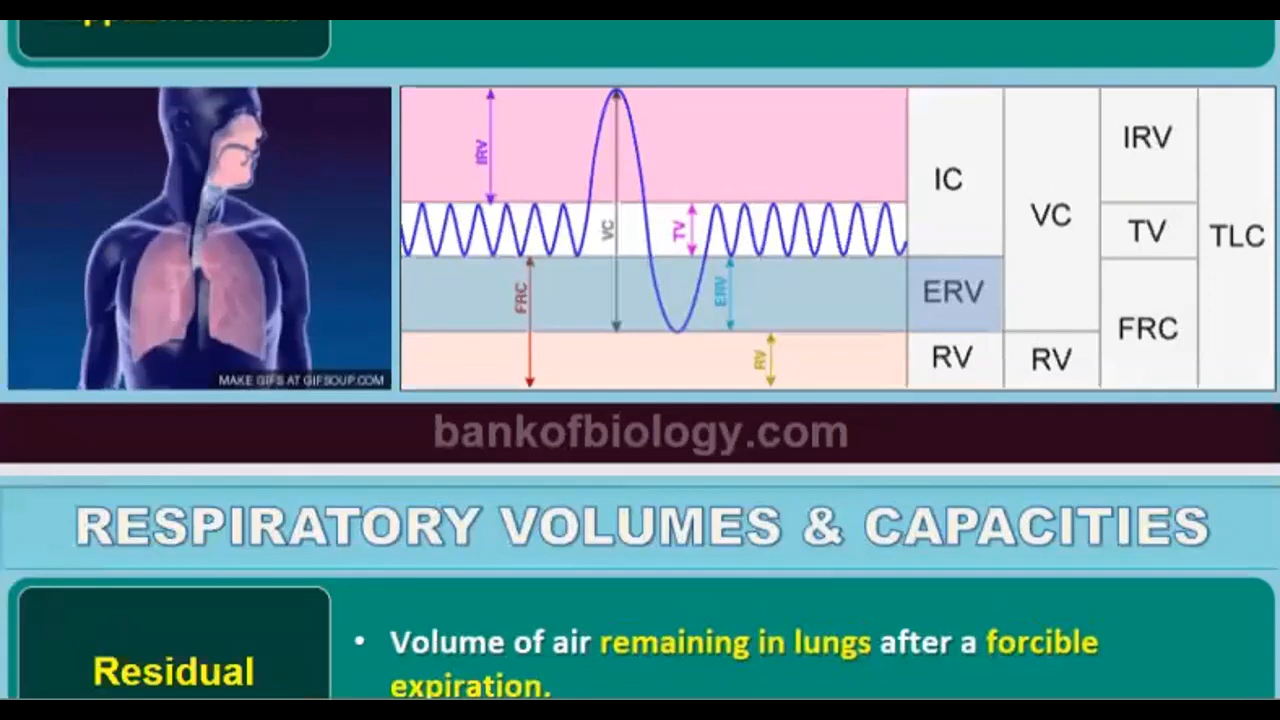 IRV
VC
TV
FRC
ERV
RV
IC
ERV
RV
VC
RV
IRV
TV
FRC
TLC
MAKE GIFS AT GIFSOUP.COM
bankofbiology.com
RESPIRATORY VOLUMES & CAPACITIES
Residual
• Volume of air remaining in lungs after a forcible
expiration.